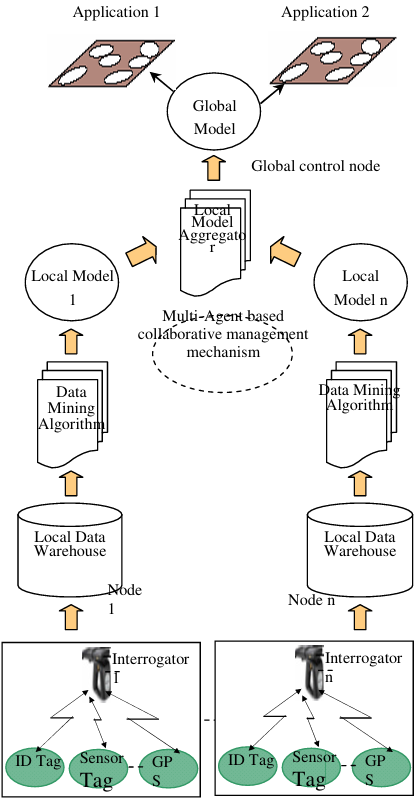 Application 1
Application 2
Global
Model
Global control node
Local
Model
Aggregato
r
Local Model
1
Local
Model n
Multi-Agent based
collaborative management
mechanism
Data
Mining
Algorithm
Data Mining
Algorithm
Local Data
Warehouse
Local Data
Warehouse
Node
1
Node n
Interrogator
1
Interrogator
n
ID Tag
Sensor
Tag
GP
S
ID Tag
Sensor
Tag
GP
S